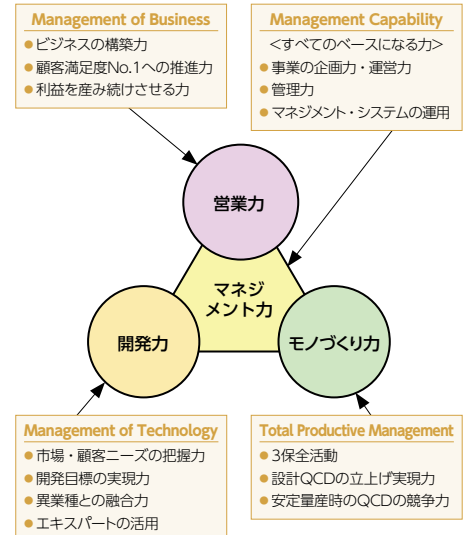 Management of Business
●ビジネスの構築力
●顧客満足度No.1への推進力
●利益を産み続けさせる力
Management Capability
<すべてのベースになる力>
●事業の企画力・運営力
●管理力
●マネジメント・システムの運用
営業力
マネジ
メント力
開発力
モノづくり力
Management of Technology
●市場・顧客ニーズの把握力
●開発目標の実現力
●異業種との融合力
●エキスパートの活用
Total Productive Management
●3保全活動
●設計QCDの立上げ実現力
●安定量産時のQCDの競争力